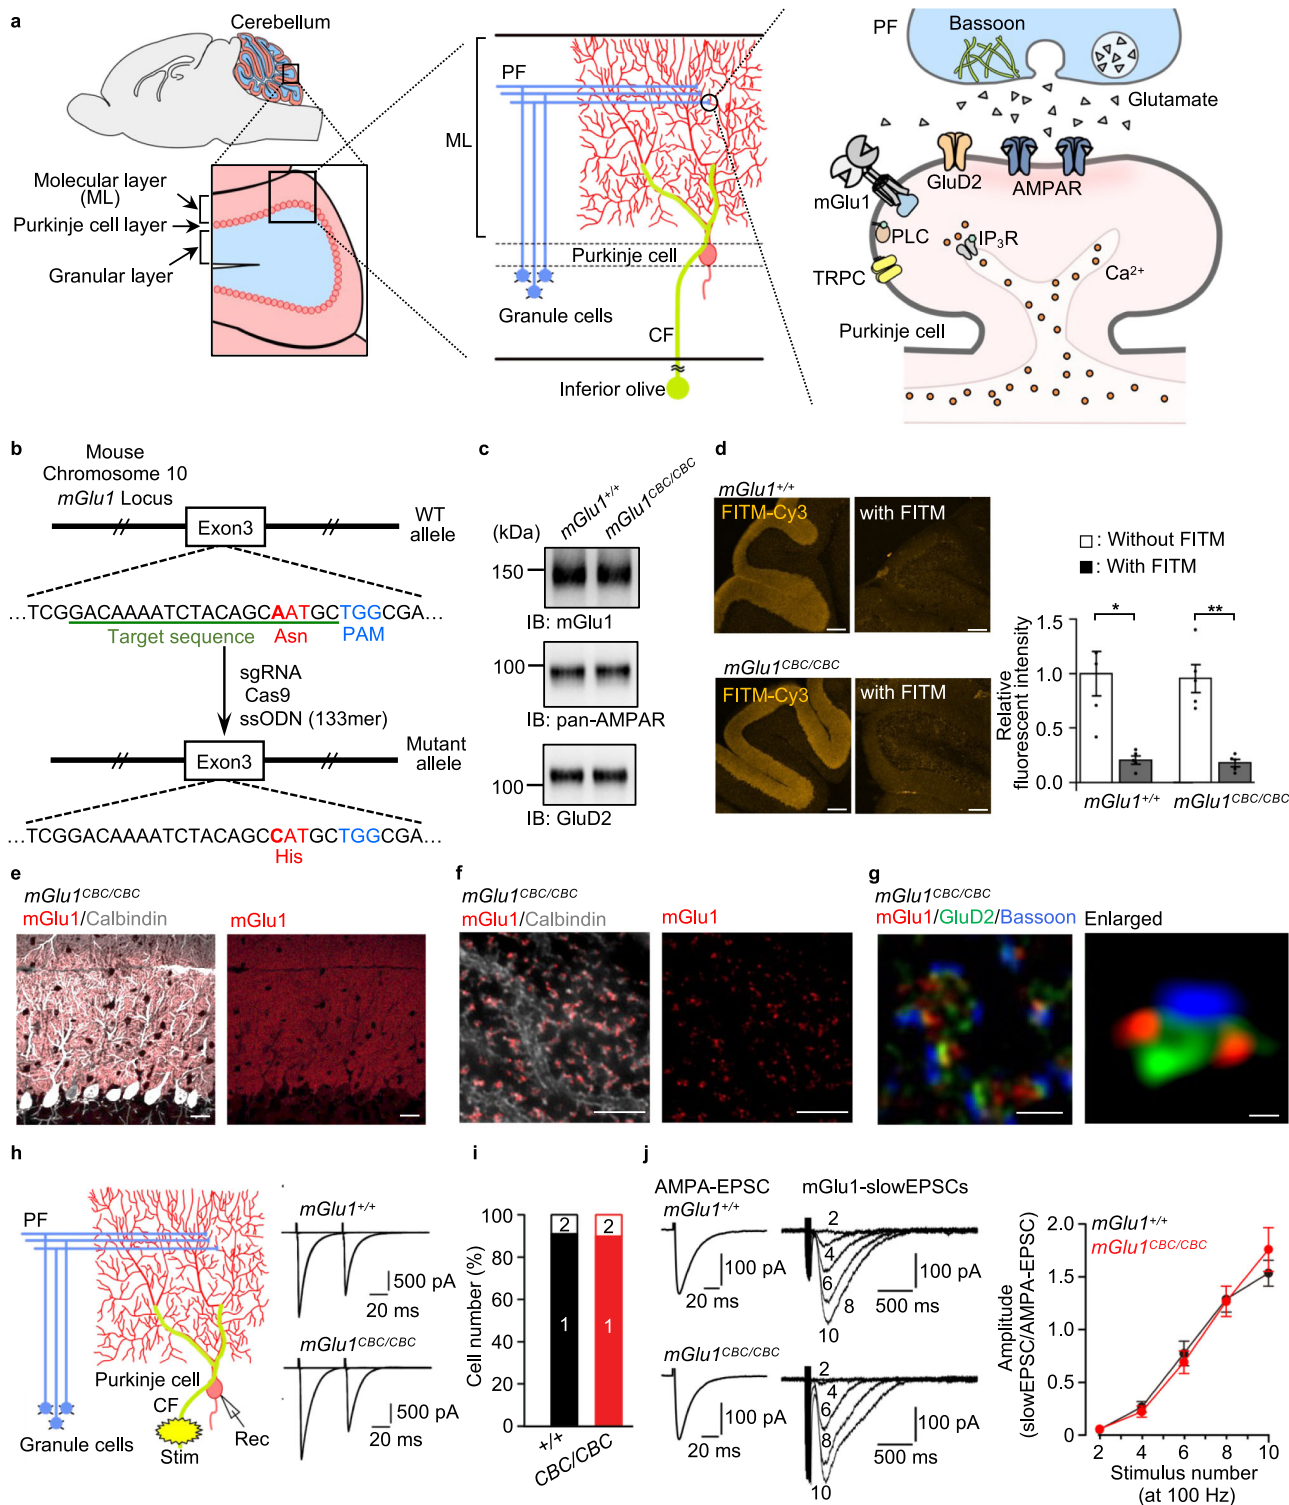 a
Cerebellum
Molecular layer
(ML)
Purkinje cell layer
Granular layer
PF
ML
Purkinje cell
Granule cells
CF
Inferior olive
PF
Bassoon
Glutamate
GluD2
AMPAR
mGlu1
PLC
IP3R
TRPC
Ca2+
Purkinje cell
b
Mouse
Chromosome 10
mGlu1 Locus
Exon3
WT
allele
…TCGGACAAAATCTACAGCAATGCTGGCGA…
Target sequence
Asn
PAM
sgRNA
Cas9
ssODN (133mer)
Exon3
Mutant
allele
…TCGGACAAAATCTACAGCCATGCTGGCGA…
His
c
mGlu1+/+
mGlu1CBC/CBC
(kDa)
150
IB: mGlu1
100
IB: pan-AMPAR
100
IB: GluD2
d
mGlu1+/+
FITM-Cy3
with FITM
mGlu1CBC/CBC
FITM-Cy3
with FITM
: Without FITM
: With FITM
Relative
fluorescent intensity
1.5
1.0
0.5
0.0
*
**
mGlu1+/+
mGlu1CBC/CBC
e
mGlu1CBC/CBC
mGlu1/Calbindin
mGlu1
f
mGlu1CBC/CBC
mGlu1/Calbindin
mGlu1
g
mGlu1CBC/CBC
mGlu1/GluD2/Bassoon
Enlarged
h
PF
Purkinje cell
CF
Granule cells
Stim
Rec
mGlu1+/+
500 pA
20 ms
mGlu1CBC/CBC
500 pA
20 ms
i
Cell number (%)
100
80
60
40
20
0
2
1
2
1
+/+
CBC/CBC
j
AMPA-EPSC
mGlu1+/+
100 pA
20 ms
mGlu1-slowEPSCs
2
4
6
8
10
100 pA
500 ms
mGlu1CBC/CBC
100 pA
20 ms
2
4
6
8
10
100 pA
500 ms
mGlu1+/+
mGlu1CBC/CBC
Amplitude
(slowEPSC/AMPA-EPSC)
2.0
1.5
1.0
0.5
0
2 4 6 8 10
Stimulus number
(at 100 Hz)